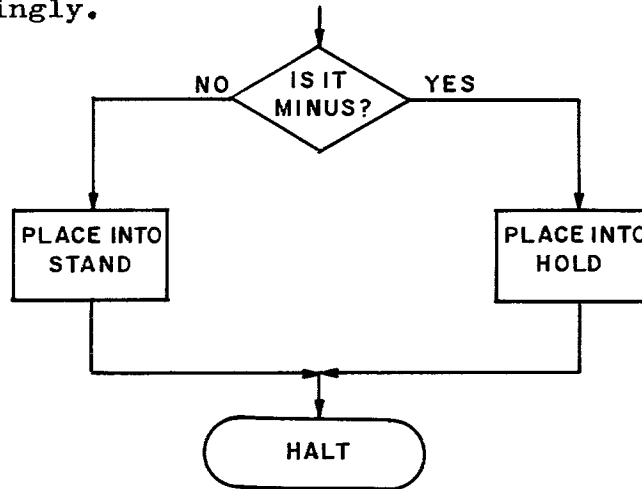 ingly.
IS IT
NO YES
MINUS?
PLACE INTO PLACE INTO
STAND HOLD
HALT